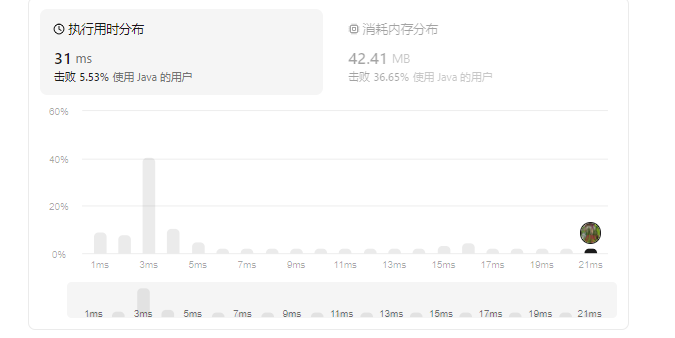 执行用时分布
31 ms
击败 5.53% 使用 Java 的用户
消耗内存分布
42.41 MB
击败 36.65% 使用 Java 的用户
60%
40%
20%
0%
1ms 3ms 5ms 7ms 9ms 11ms 13ms 15ms 17ms 19ms 21ms
1ms 3ms 5ms 7ms 9ms 11ms 13ms 15ms 17ms 19ms 21ms